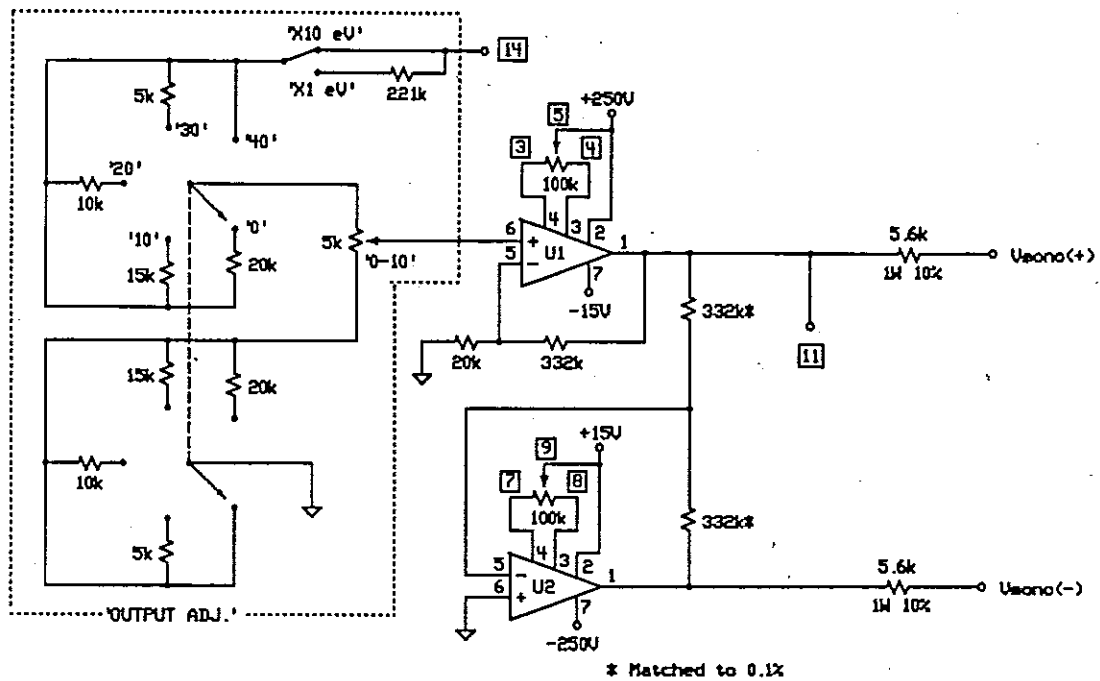 'X10 eV'
14
'X1 eV'
221k
5k
'30'
'40'
+250V
5
3
4
100k
'20'
10k
4
3
2
'10'
'0'
5k
'0-10'
6
+
U1
1
5
-
7
-15V
5.6k
1W 10%
Vmono(+)
15k
20k
332k*
20k
332k
11
15k
20k
+15V
9
7
8
100k
10k
332k*
4
3
2
5k
5
-
U2
1
6
+
7
-250V
5.6k
1W 10%
Vmono(-)
'OUTPUT ADJ.'
* Matched to 0.1%